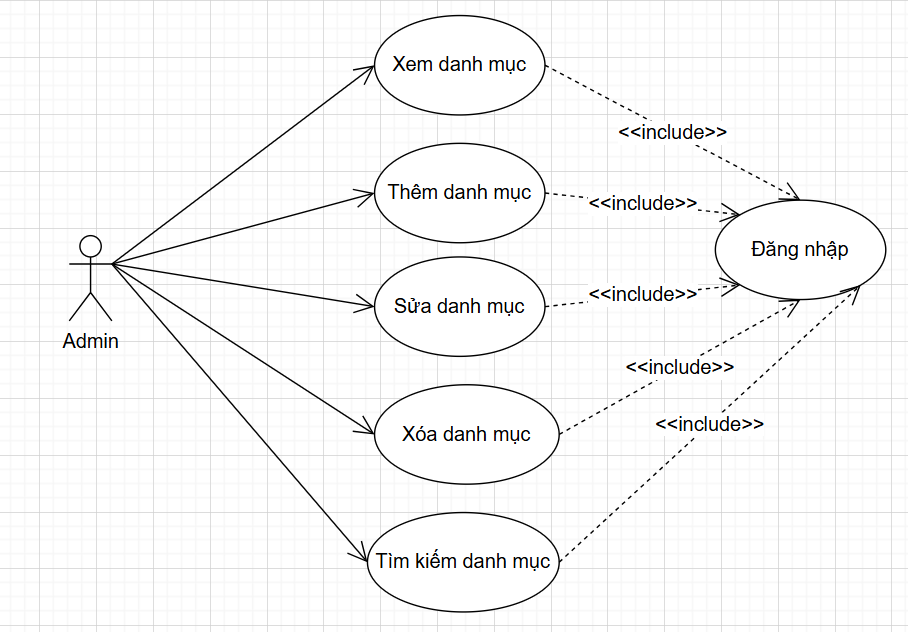 Xem danh mục
<<include>>
Thêm danh mục
<<include>>
Đăng nhập
Sửa danh mục
<<include>>
Admin
<<include>>
Xóa danh mục
<<include>>
Tìm kiếm danh mục